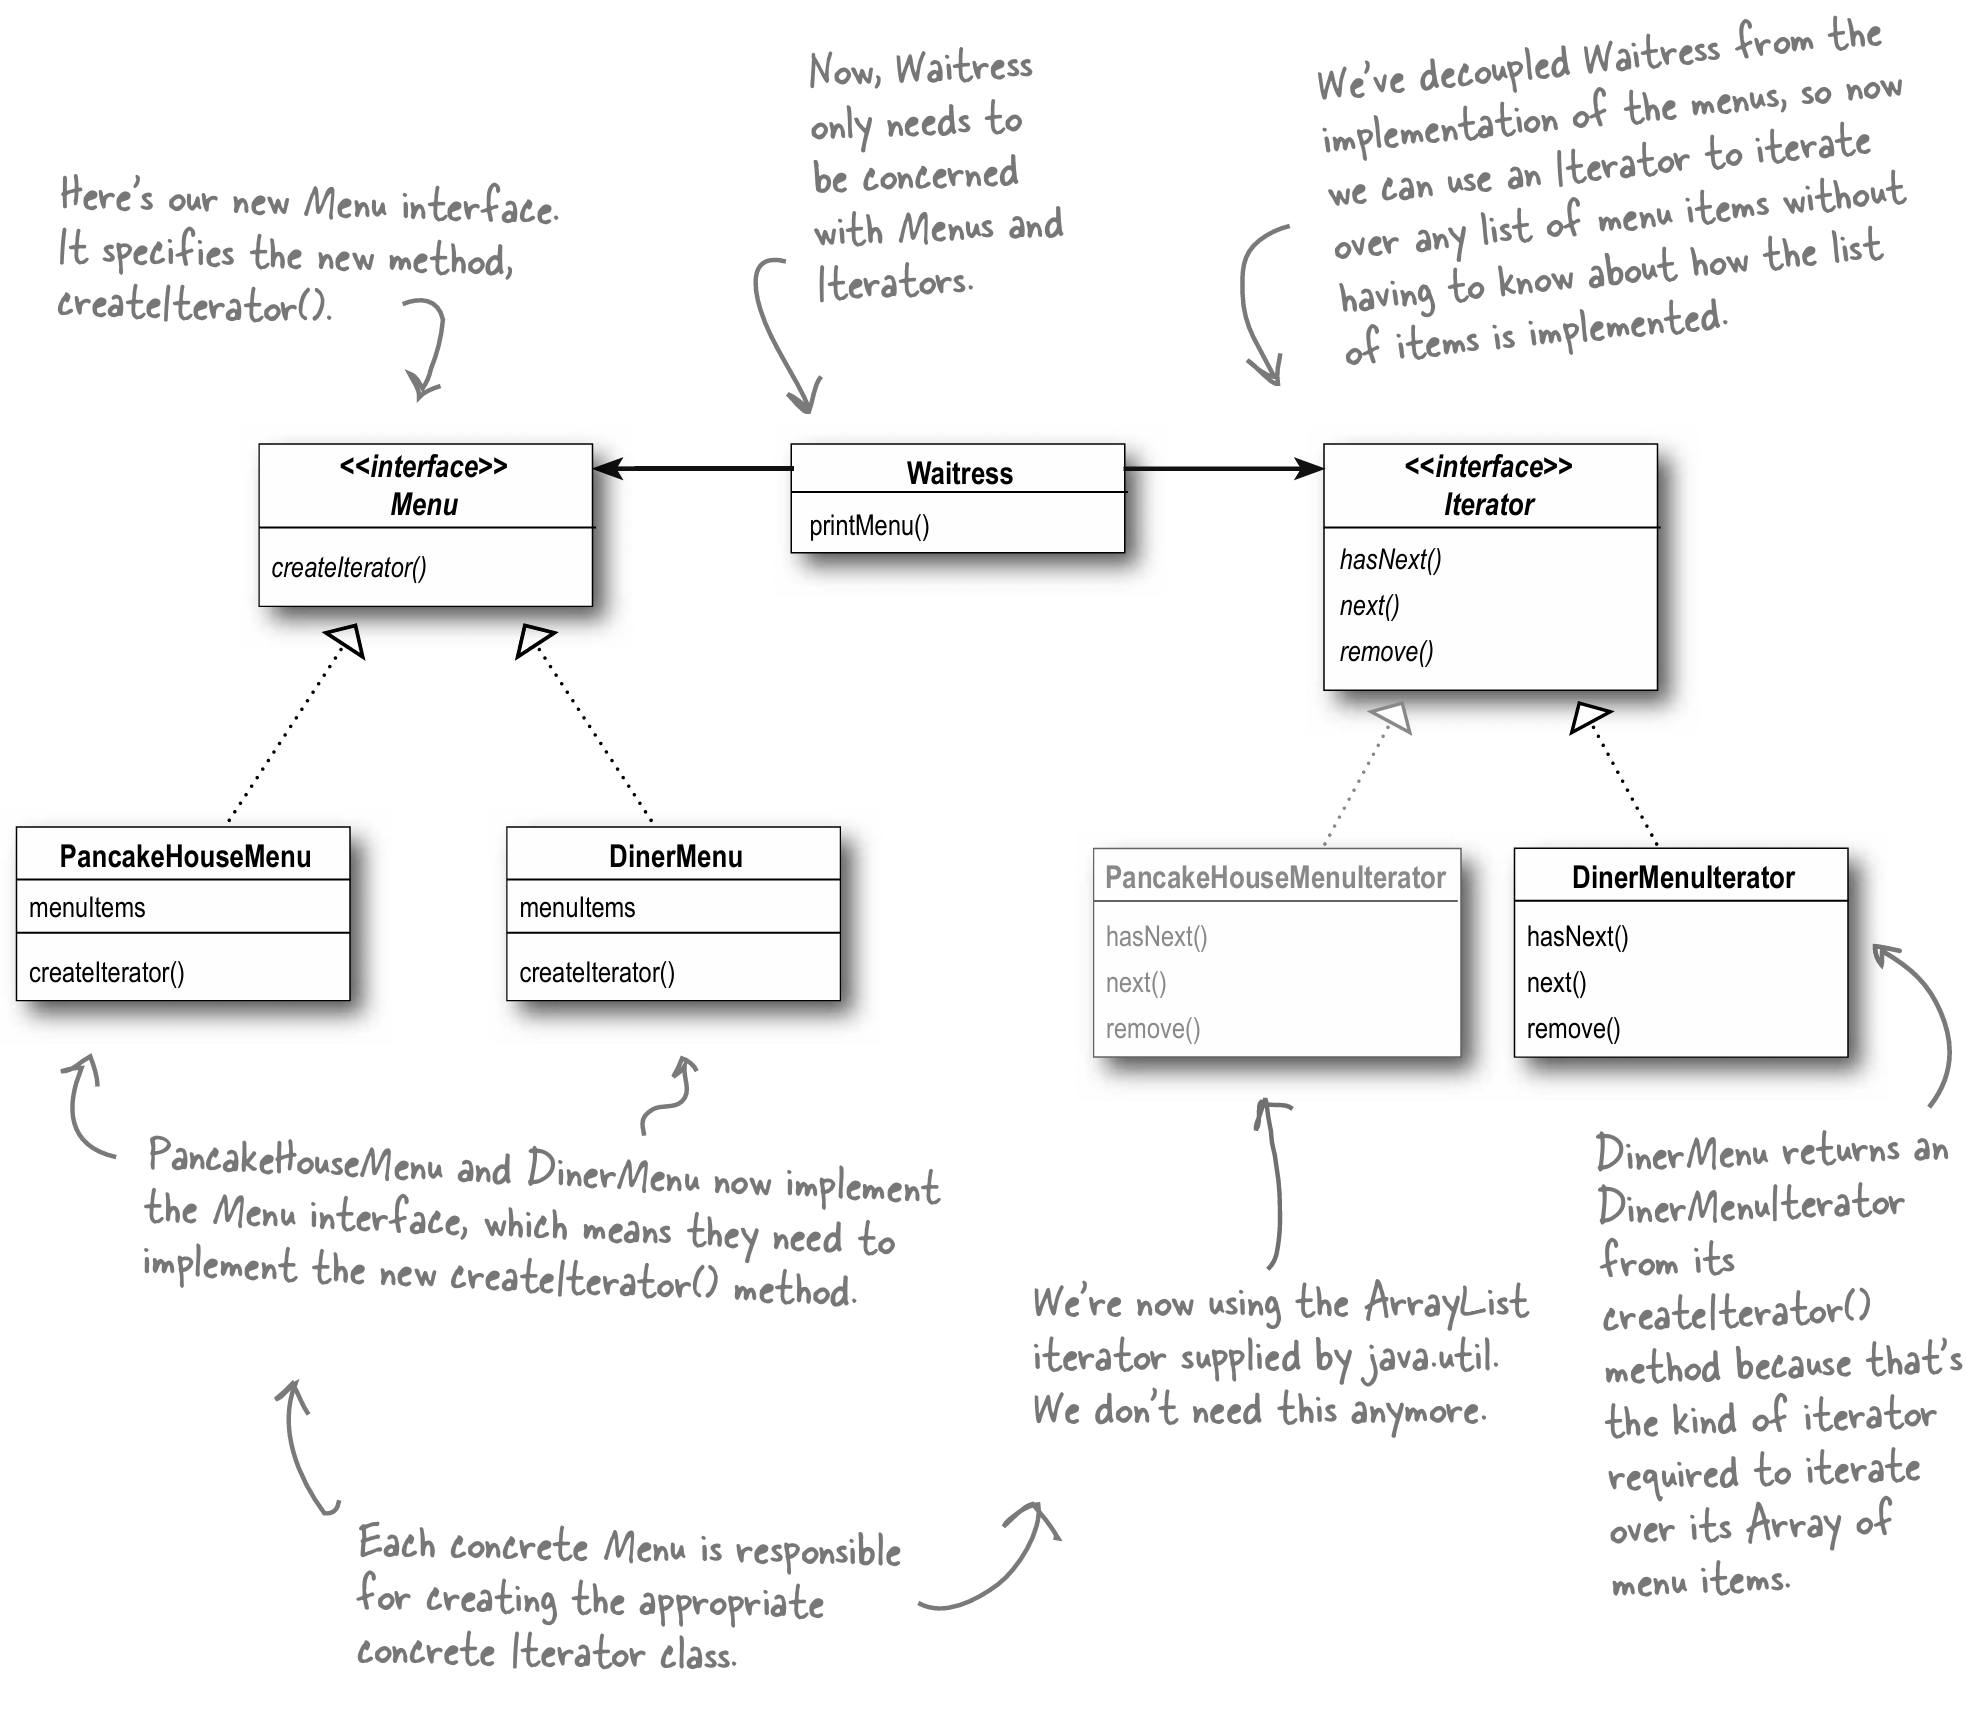 Here's our new Menu interface.
It specifies the new method,
createIterator().
Now, Waitress
only needs to
be concerned
with Menus and
Iterators.
We've decoupled Waitress from the
implementation of the menus, so now
we can use an Iterator to iterate
over any list of menu items without
having to know about how the list
of items is implemented.
<<interface>>
Menu
createIterator()
Waitress
printMenu()
<<interface>>
Iterator
hasNext()
next()
remove()
PancakeHouseMenu
menuItems
createIterator()
DinerMenu
menuItems
createIterator()
PancakeHouseMenuIterator
hasNext()
next()
remove()
DinerMenuIterator
hasNext()
next()
remove()
PancakeHouseMenu and DinerMenu now implement
the Menu interface, which means they need to
implement the new createIterator() method.
We're now using the ArrayList
iterator supplied by java.util.
We don't need this anymore.
DinerMenu returns an
DinerMenuIterator
from its
createIterator()
method because that's
the kind of iterator
required to iterate
over its Array of
menu items.
Each concrete Menu is responsible
for creating the appropriate
concrete Iterator class.